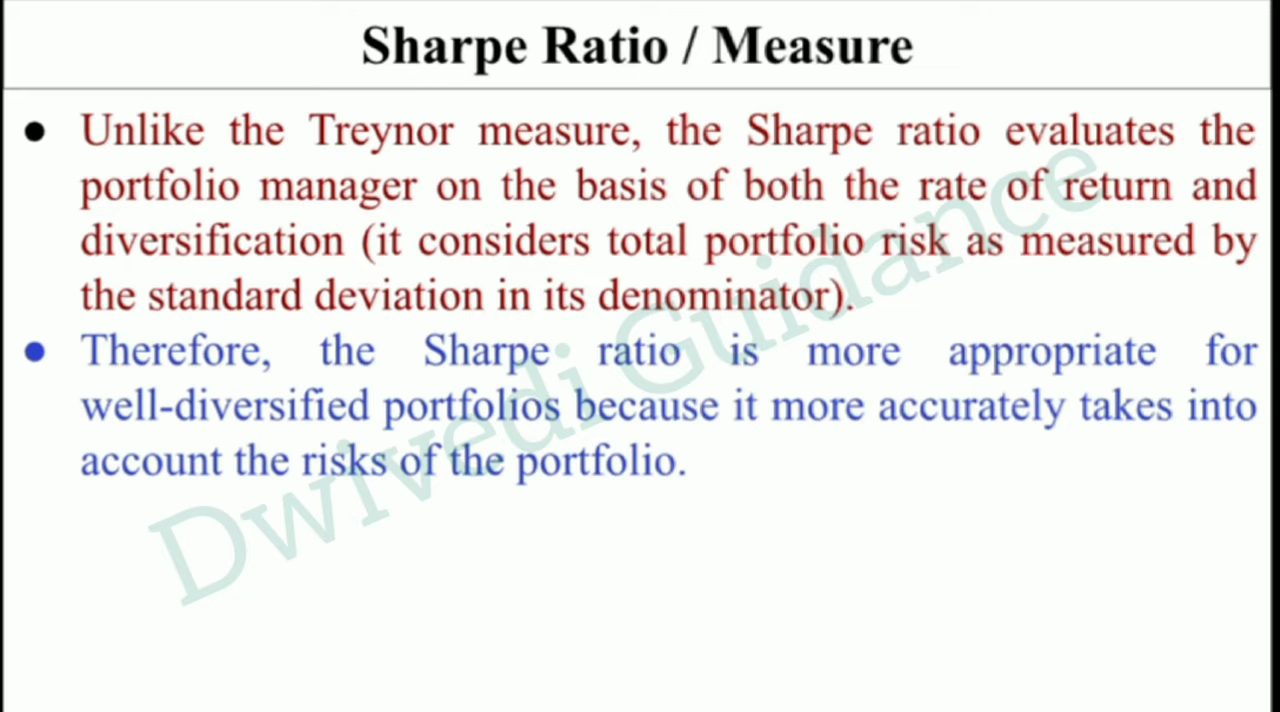 Sharpe Ratio / Measure
● Unlike the Treynor measure, the Sharpe ratio evaluates the
portfolio manager on the basis of both the rate of return and
diversification (it considers total portfolio risk as measured by
the standard deviation in its denominator).
● Therefore, the Sharpe ratio is more appropriate for
well-diversified portfolios because it more accurately takes into
account the risks of the portfolio.
Dwivedi Guidance